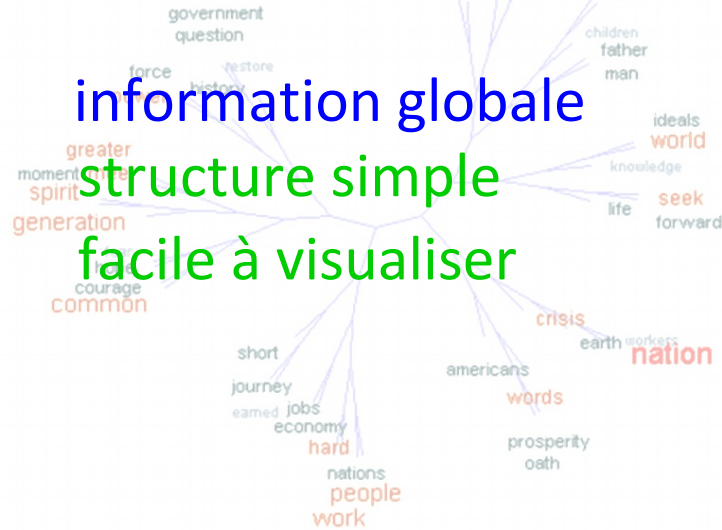 government
question
children
father
man
force
restore
history
information globale
ideals
world
greater
knowledge
moment
structure simple
spirit
seek
life
generation
forward
facile à visualiser
courage
common
crisis
earth
workers
nation
short
americans
journey
words
earned
jobs
economy
hard
prosperity
oath
nations
people
work